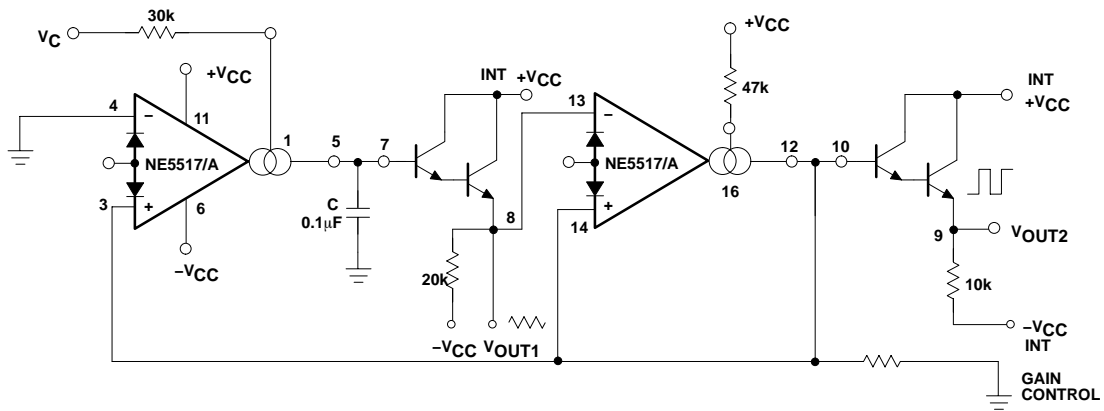 30k
VC
+VCC
INT
+VCC
+VCC
47k
INT
+VCC
4
−
11
1
5
7
13
−
12
10
NE5517/A
NE5517/A
16
3
+
6
C
0.1μF
8
14
+
9
VOUT2
−VCC
20k
10k
−VCC
VOUT1
−VCC
INT
GAIN
CONTROL